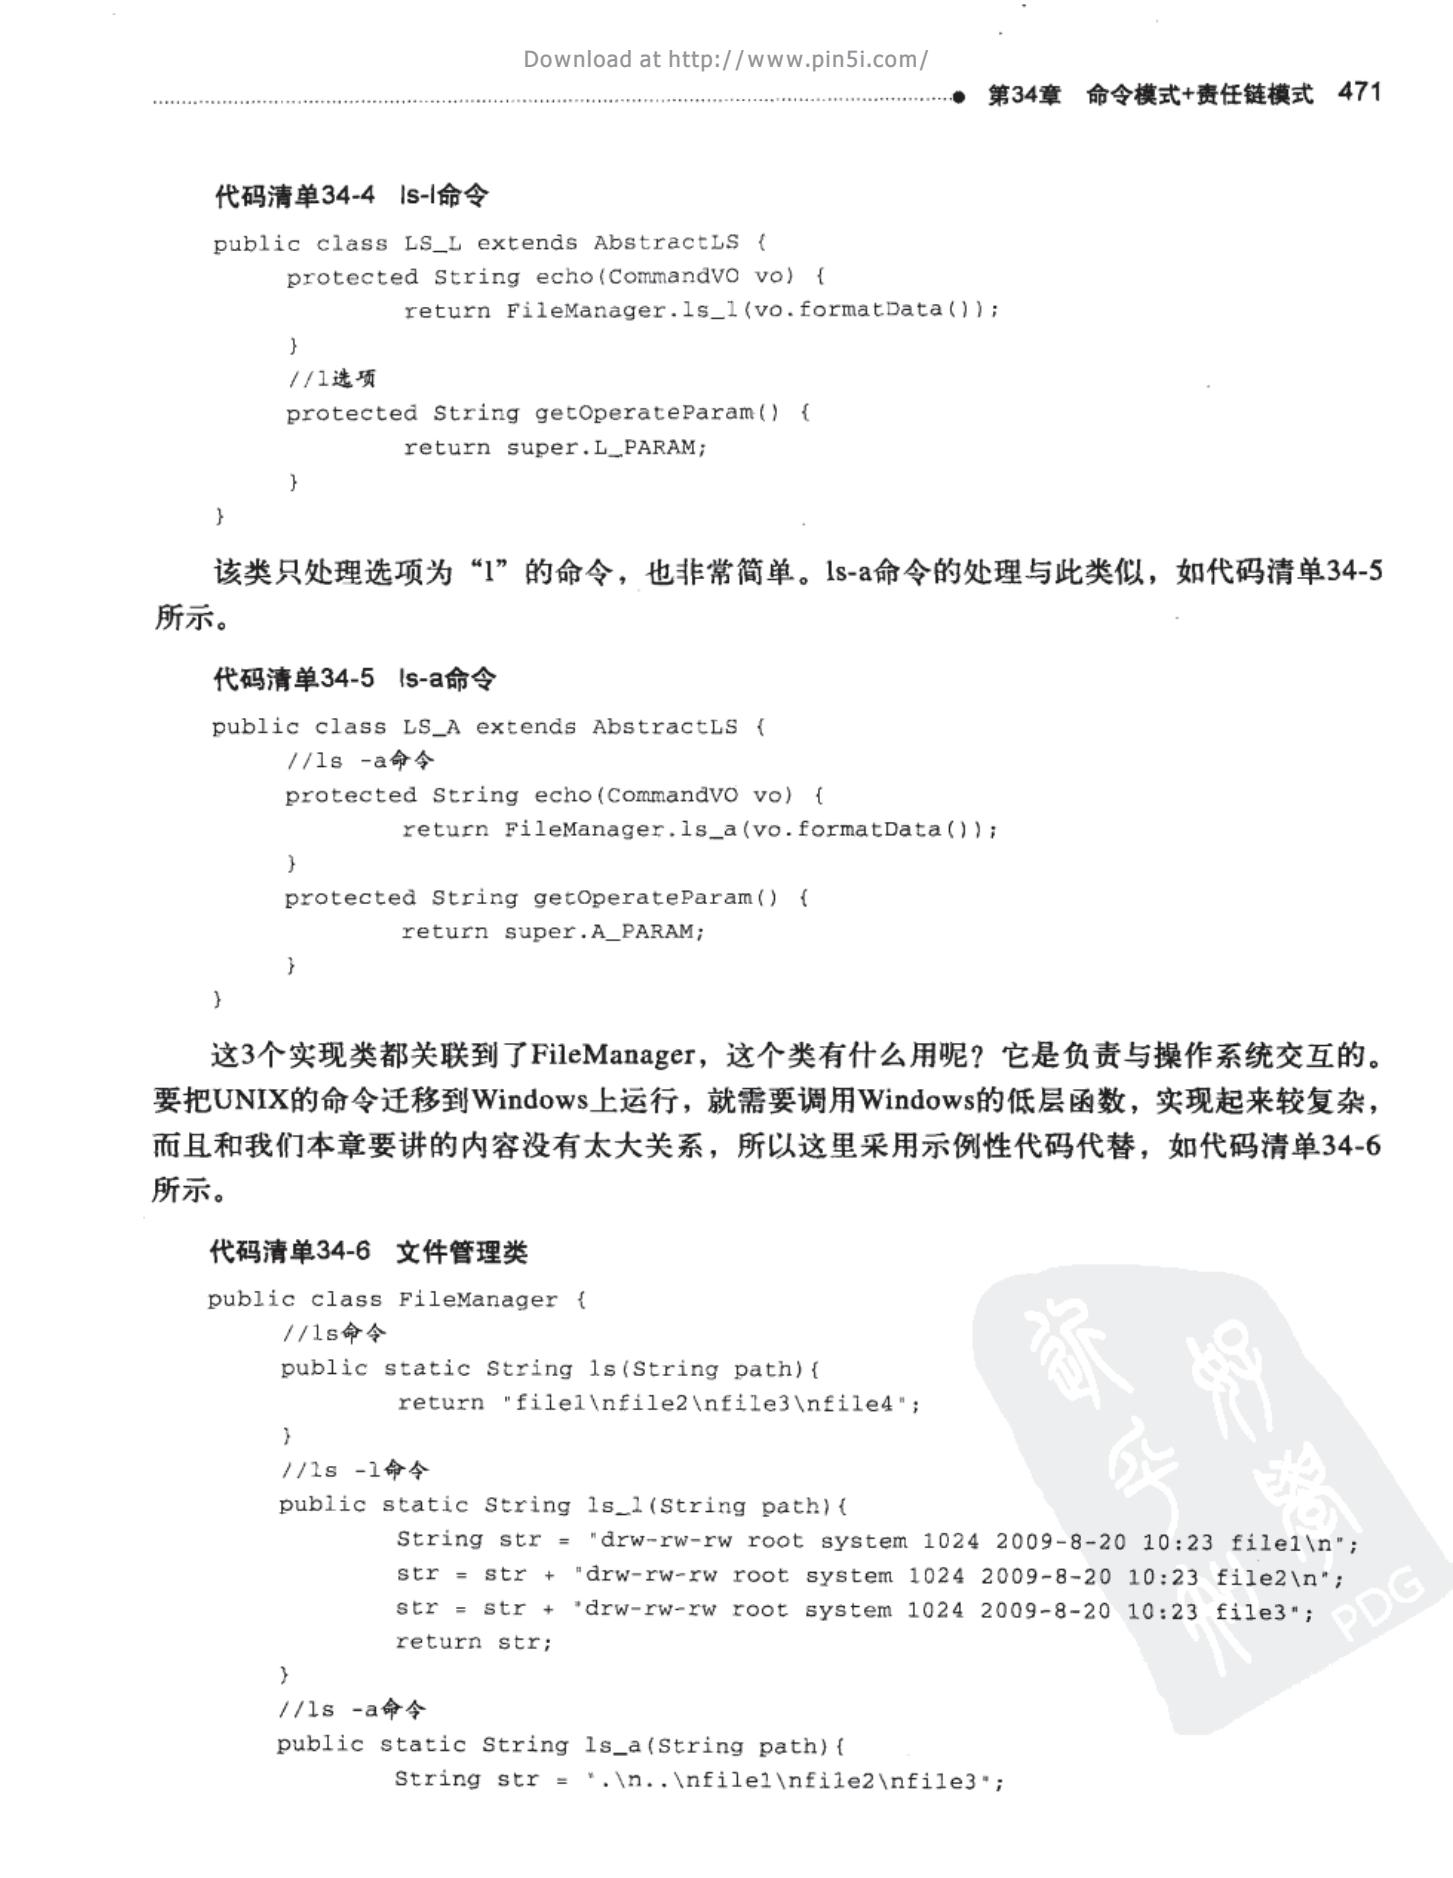 Download at http://www.pin5i.com/
第34章 命令模式+责任链模式 471
代码清单34-4 ls-l命令
public class LS_L extends AbstractLS {
protected String echo(CommandVO vo) {
return FileManager.ls_l(vo.formatData());
}
//l选项
protected String getOperateParam() {
return super.L_PARAM;
}
}
该类只处理选项为“l”的命令，也非常简单。ls-a命令的处理与此类似，如代码清单34-5
所示。
代码清单34-5 ls-a命令
public class LS_A extends AbstractLS {
//ls -a命令
protected String echo(CommandVO vo) {
return FileManager.ls_a(vo.formatData());
}
protected String getOperateParam() {
return super.A_PARAM;
}
}
这3个实现类都关联到了FileManager，这个类有什么用呢？它是负责与操作系统交互的。
要把UNIX的命令迁移到Windows上运行，就需要调用Windows的低层函数，实现起来较复杂，
而且和我们本章要讲的内容没有太大关系，所以这里采用示例性代码代替，如代码清单34-6
所示。
代码清单34-6 文件管理类
public class FileManager {
//ls命令
public static String ls(String path){
return "file1\nfile2\nfile3\nfile4";
}
//ls -l命令
public static String ls_l(String path){
String str = "drw-rw-rw root system 1024 2009-8-20 10:23 file1\n";
str = str + "drw-rw-rw root system 1024 2009-8-20 10:23 file2\n";
str = str + "drw-rw-rw root system 1024 2009-8-20 10:23 file3";
return str;
}
//ls -a命令
public static String ls_a(String path){
String str = ".\n..\nfile1\nfile2\nfile3";
PDG